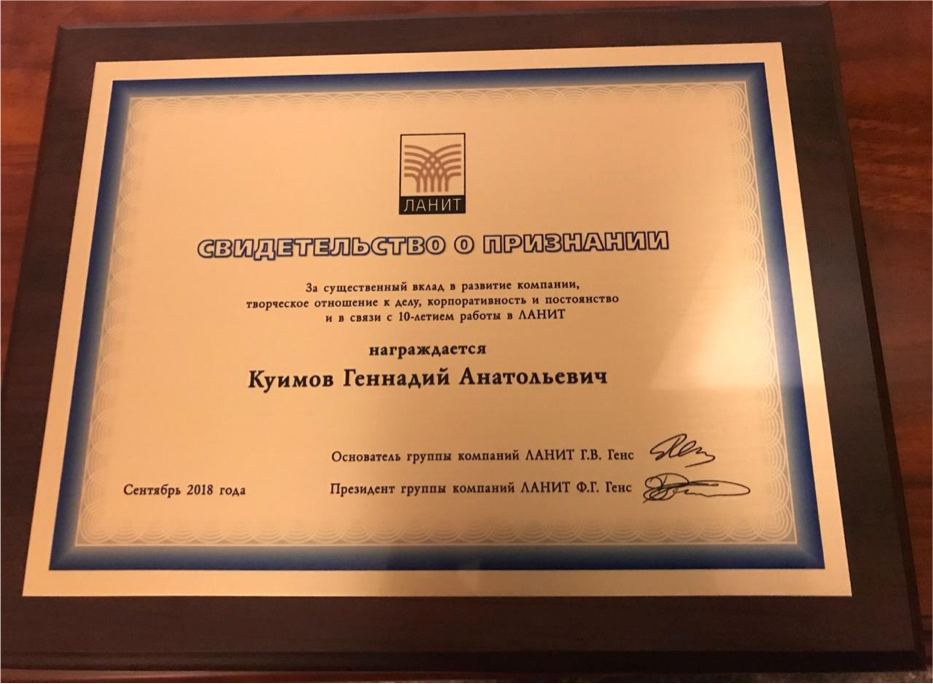 ЛАНИТ
СВИДЕТЕЛЬСТВО О ПРИЗНАНИИ
За существенный вклад в развитие компании,
творческое отношение к делу, корпоративность и постоянство
и в связи с 10-летием работы в ЛАНИТ
награждается
Куимов Геннадий Анатольевич
Основатель группы компаний ЛАНИТ Г.В. Генс
Сентябрь 2018 года Президент группы компаний ЛАНИТ Ф.Г. Генс